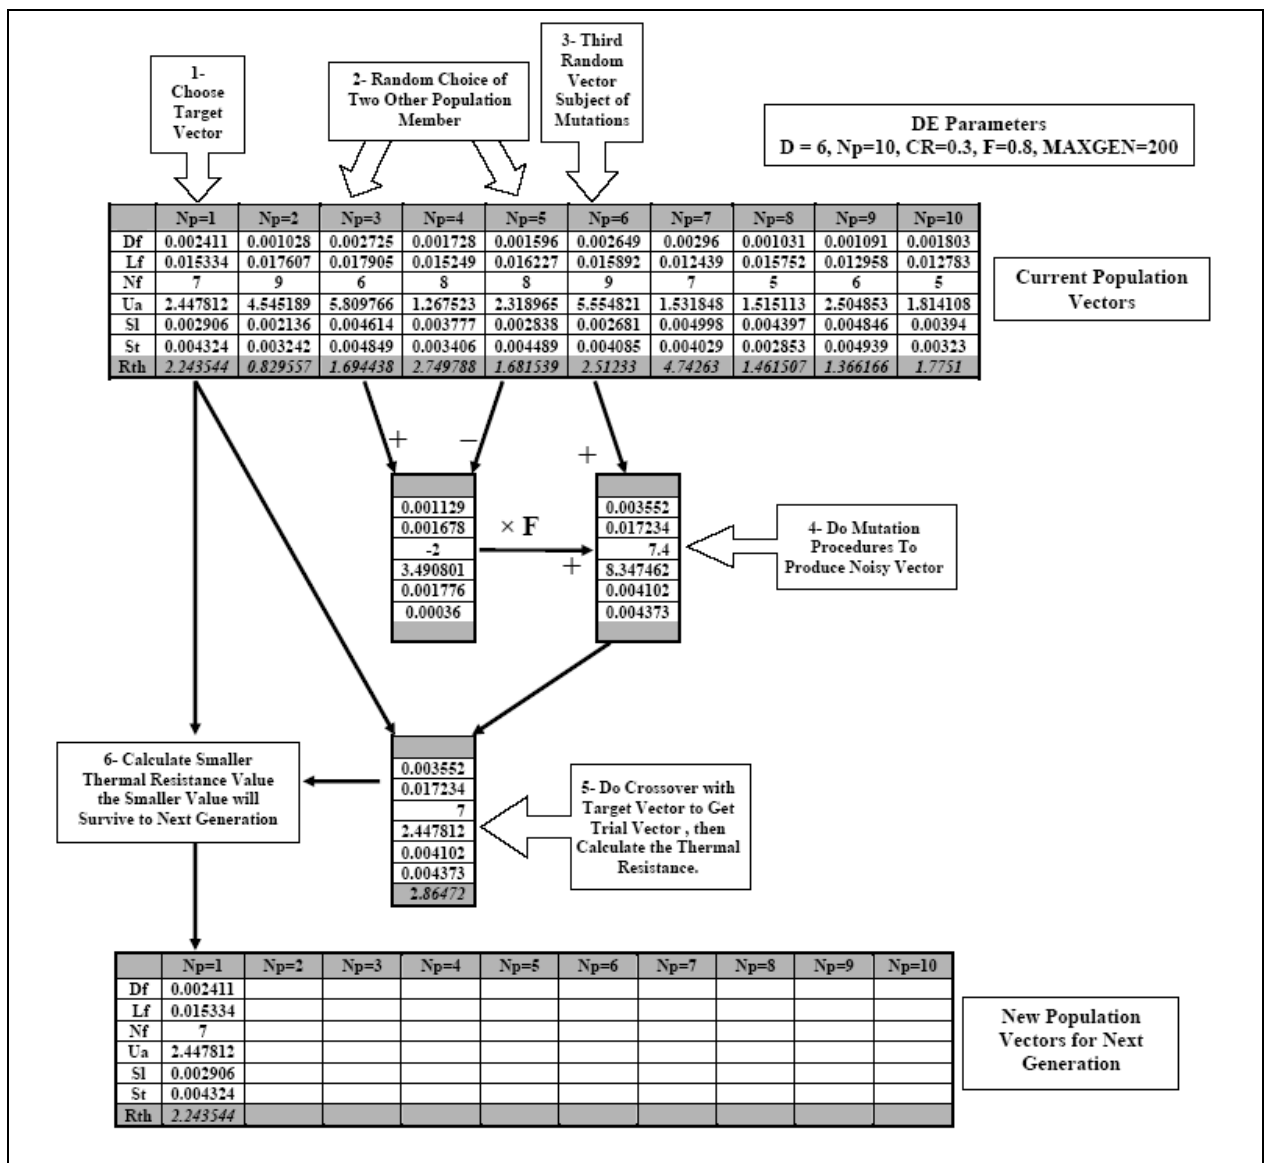 1-
Choose
Target
Vector
2- Random Choice of
Two Other Population
Member
3- Third
Random
Vector
Subject of
Mutations
DE Parameters
D = 6, Np=10, CR=0.3, F=0.8, MAXGEN=200
Np=1 Np=2 Np=3 Np=4 Np=5 Np=6 Np=7 Np=8 Np=9 Np=10
Df 0.002411 0.001028 0.002725 0.001728 0.001596 0.002649 0.00296 0.001031 0.001091 0.001803
Lf 0.015334 0.017607 0.017905 0.015249 0.016227 0.015892 0.012439 0.015752 0.012958 0.012783
Nf 7 9 6 8 8 9 7 5 6 5
Ua 2.447812 4.545189 5.809766 1.267523 2.318965 5.554821 1.531848 1.515113 2.504853 1.814108
Sl 0.002906 0.002136 0.004614 0.003777 0.002838 0.002681 0.004998 0.004397 0.004846 0.00394
St 0.004324 0.003242 0.004849 0.003406 0.004489 0.004085 0.004029 0.002853 0.004939 0.00323
Rth 2.243544 0.829557 1.694438 2.749788 1.681539 2.51233 4.74263 1.461507 1.366166 1.7751
Current Population
Vectors
+ − +
0.001129
0.001678
-2
3.490801
0.001776
0.00036
× F
+
0.003552
0.017234
7.4
8.347462
0.004102
0.004373
4- Do Mutation
Procedures To
Produce Noisy Vector
6- Calculate Smaller
Thermal Resistance Value
the Smaller Value will
Survive to Next Generation
0.003552
0.017234
7
2.447812
0.004102
0.004373
2.86472
5- Do Crossover with
Target Vector to Get
Trial Vector , then
Calculate the Thermal
Resistance.
Np=1 Np=2 Np=3 Np=4 Np=5 Np=6 Np=7 Np=8 Np=9 Np=10
Df 0.002411
Lf 0.015334
Nf 7
Ua 2.447812
Sl 0.002906
St 0.004324
Rth 2.243544
New Population
Vectors for Next
Generation